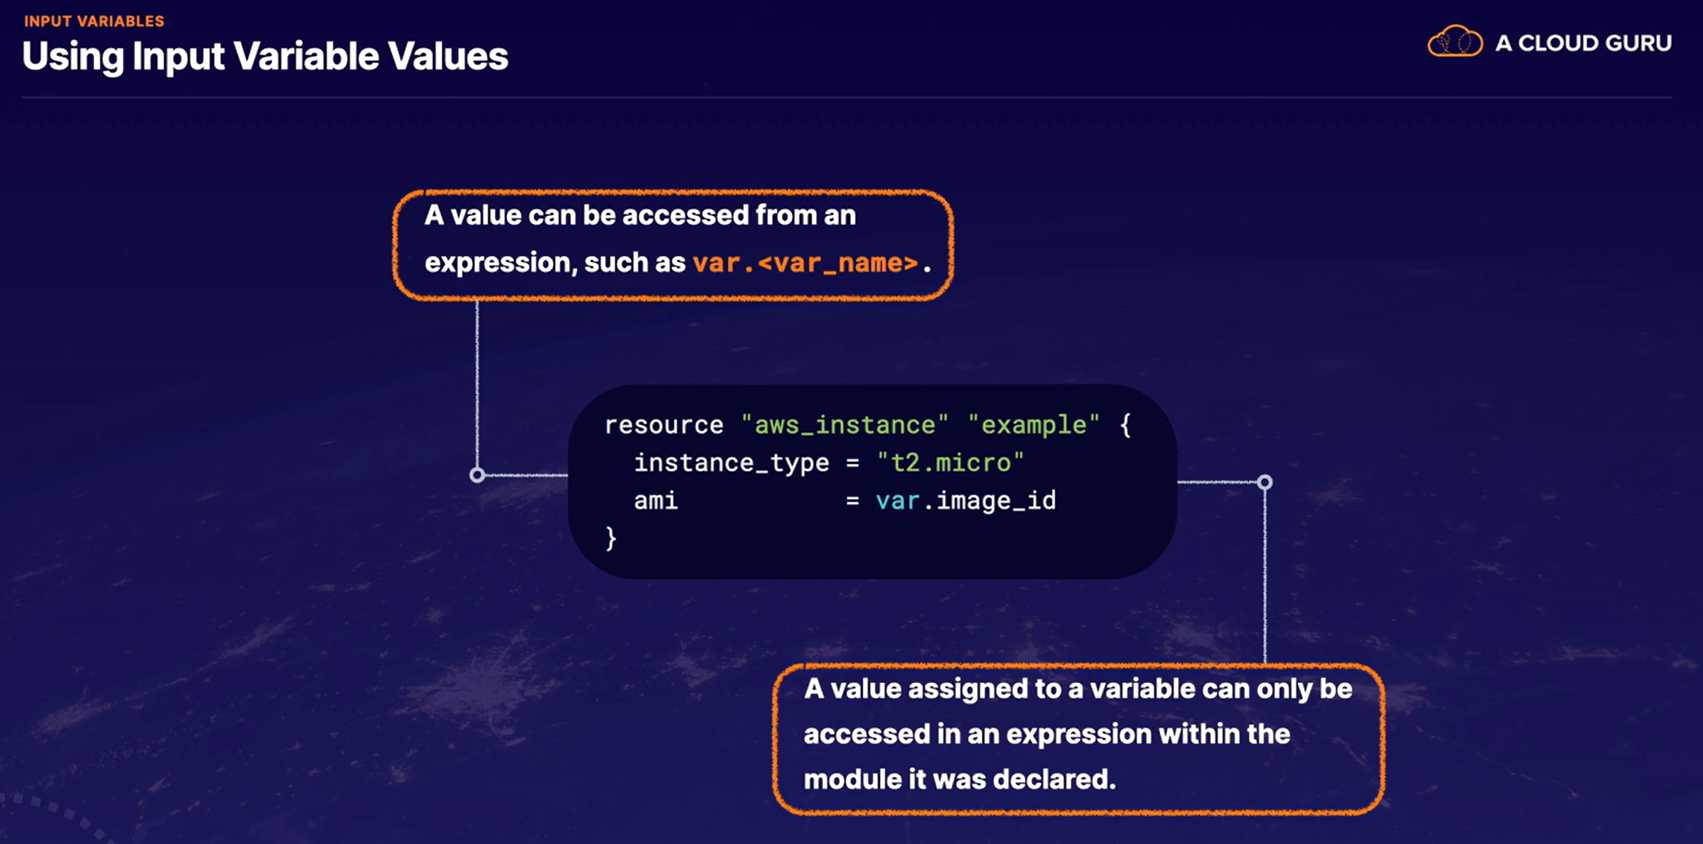 INPUT VARIABLES
Using Input Variable Values
A CLOUD GURU
A value can be accessed from an
expression, such as var.<var_name>.
resource "aws_instance" "example" {
  instance_type = "t2.micro"
  ami           = var.image_id
}
A value assigned to a variable can only be
accessed in an expression within the
module it was declared.